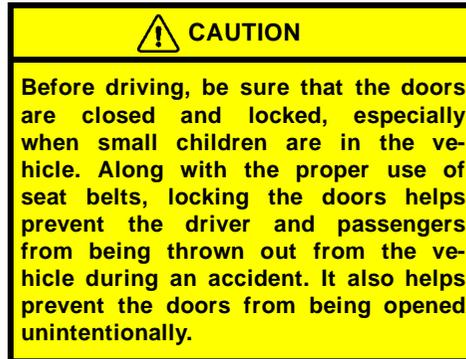 CAUTION
Before driving, be sure that the doors
are closed and locked, especially
when small children are in the ve-
hicle. Along with the proper use of
seat belts, locking the doors helps
prevent the driver and passengers
from being thrown out from the ve-
hicle during an accident. It also helps
prevent the doors from being opened
unintentionally.